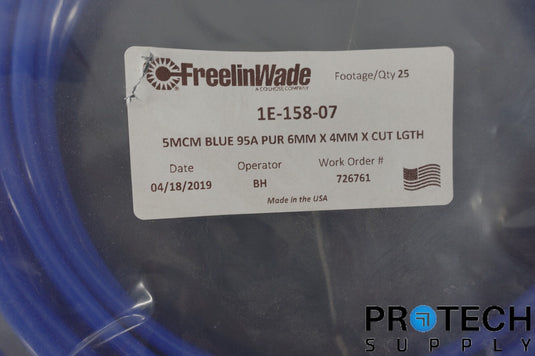 FreelinWade
A COILHOSE COMPANY
Footage/Qty 25
1E-158-07
5MCM BLUE 95A PUR 6MM X 4MM X CUT LGTH
Date Operator Work Order #
04/18/2019 BH 726761
Made in the USA
PROTECH
SUPPLY